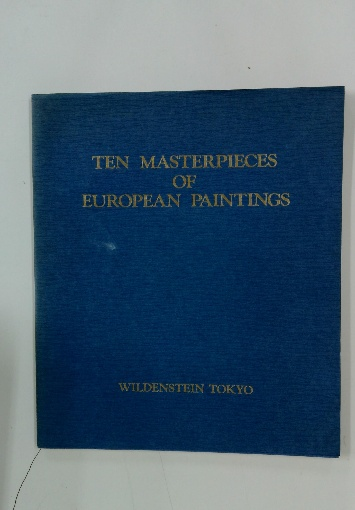 TEN MASTERPIECES
OF
EUROPEAN PAINTINGS
WILDENSTEIN TOKYO